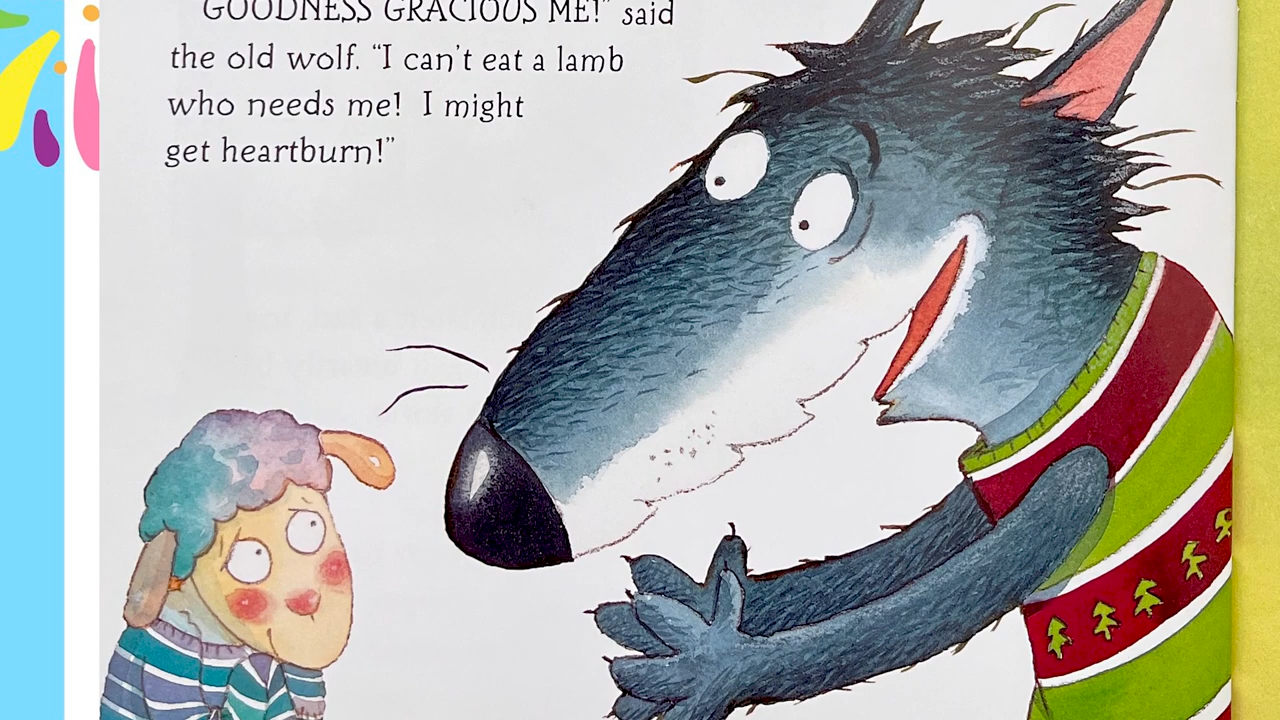 GOODNESS GRACIOUS ME!" said
the old wolf. "I can't eat a lamb
who needs me! I might
get heartburn!"